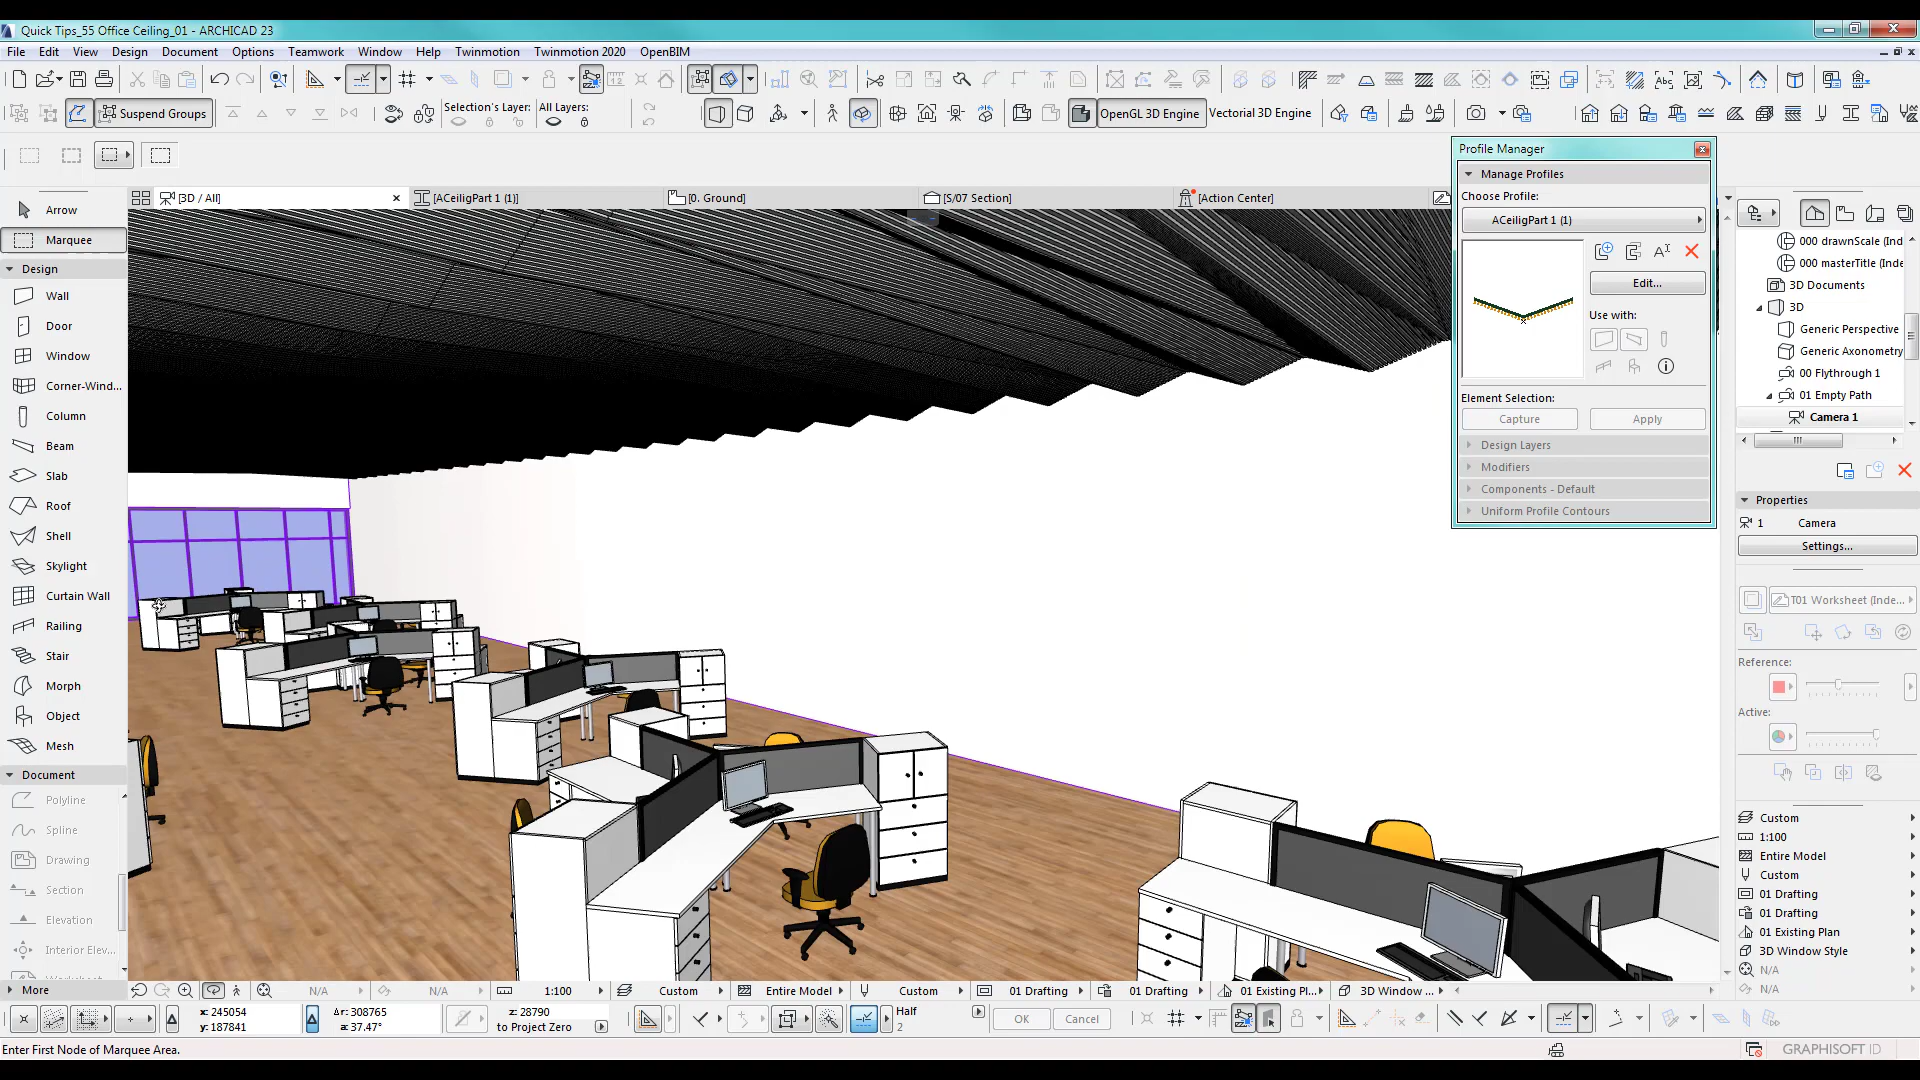 Quick Tips_55 Office Ceiling_01 - ARCHICAD 23
File Edit View Design Document Options Teamwork Window Help Twinmotion Twinmotion 2020 OpenBIM
Suspend Groups
Selection's Layer:
All Layers:
OpenGL 3D Engine
Vectorial 3D Engine
[3D / All]
[ACeiligPart 1 (1)]
[0. Ground]
[S/07 Section]
[Action Center]
Arrow
Marquee
Design
Wall
Door
Window
Corner-Wind...
Column
Beam
Slab
Roof
Shell
Skylight
Curtain Wall
Railing
Stair
Morph
Object
Mesh
Document
Polyline
Spline
Drawing
Section
Elevation
Interior Elev...
More
Profile Manager
Manage Profiles
Choose Profile:
ACeiligPart 1 (1)
Edit...
Use with:
Element Selection:
Capture
Apply
Design Layers
Modifiers
Components - Default
Uniform Profile Contours
000 drawnScale (Ind
000 masterTitle (Inde
3D Documents
3D
Generic Perspective
Generic Axonometry
00 Flythrough 1
01 Empty Path
Camera 1
Properties
1 Camera
Settings...
T01 Worksheet (Inde...
Reference:
Active:
Custom
1:100
Entire Model
Custom
01 Drafting
01 Drafting
01 Existing Plan
3D Window Style
N/A
N/A
N/A N/A 1:100 Custom Entire Model Custom 01 Drafting 01 Drafting 01 Existing Pl... 3D Window ...
x: 245054
y: 187841
Δr: 308765
a: 37.47°
z: 28790
to Project Zero
Half
2
OK
Cancel
Enter First Node of Marquee Area.
GRAPHISOFT ID